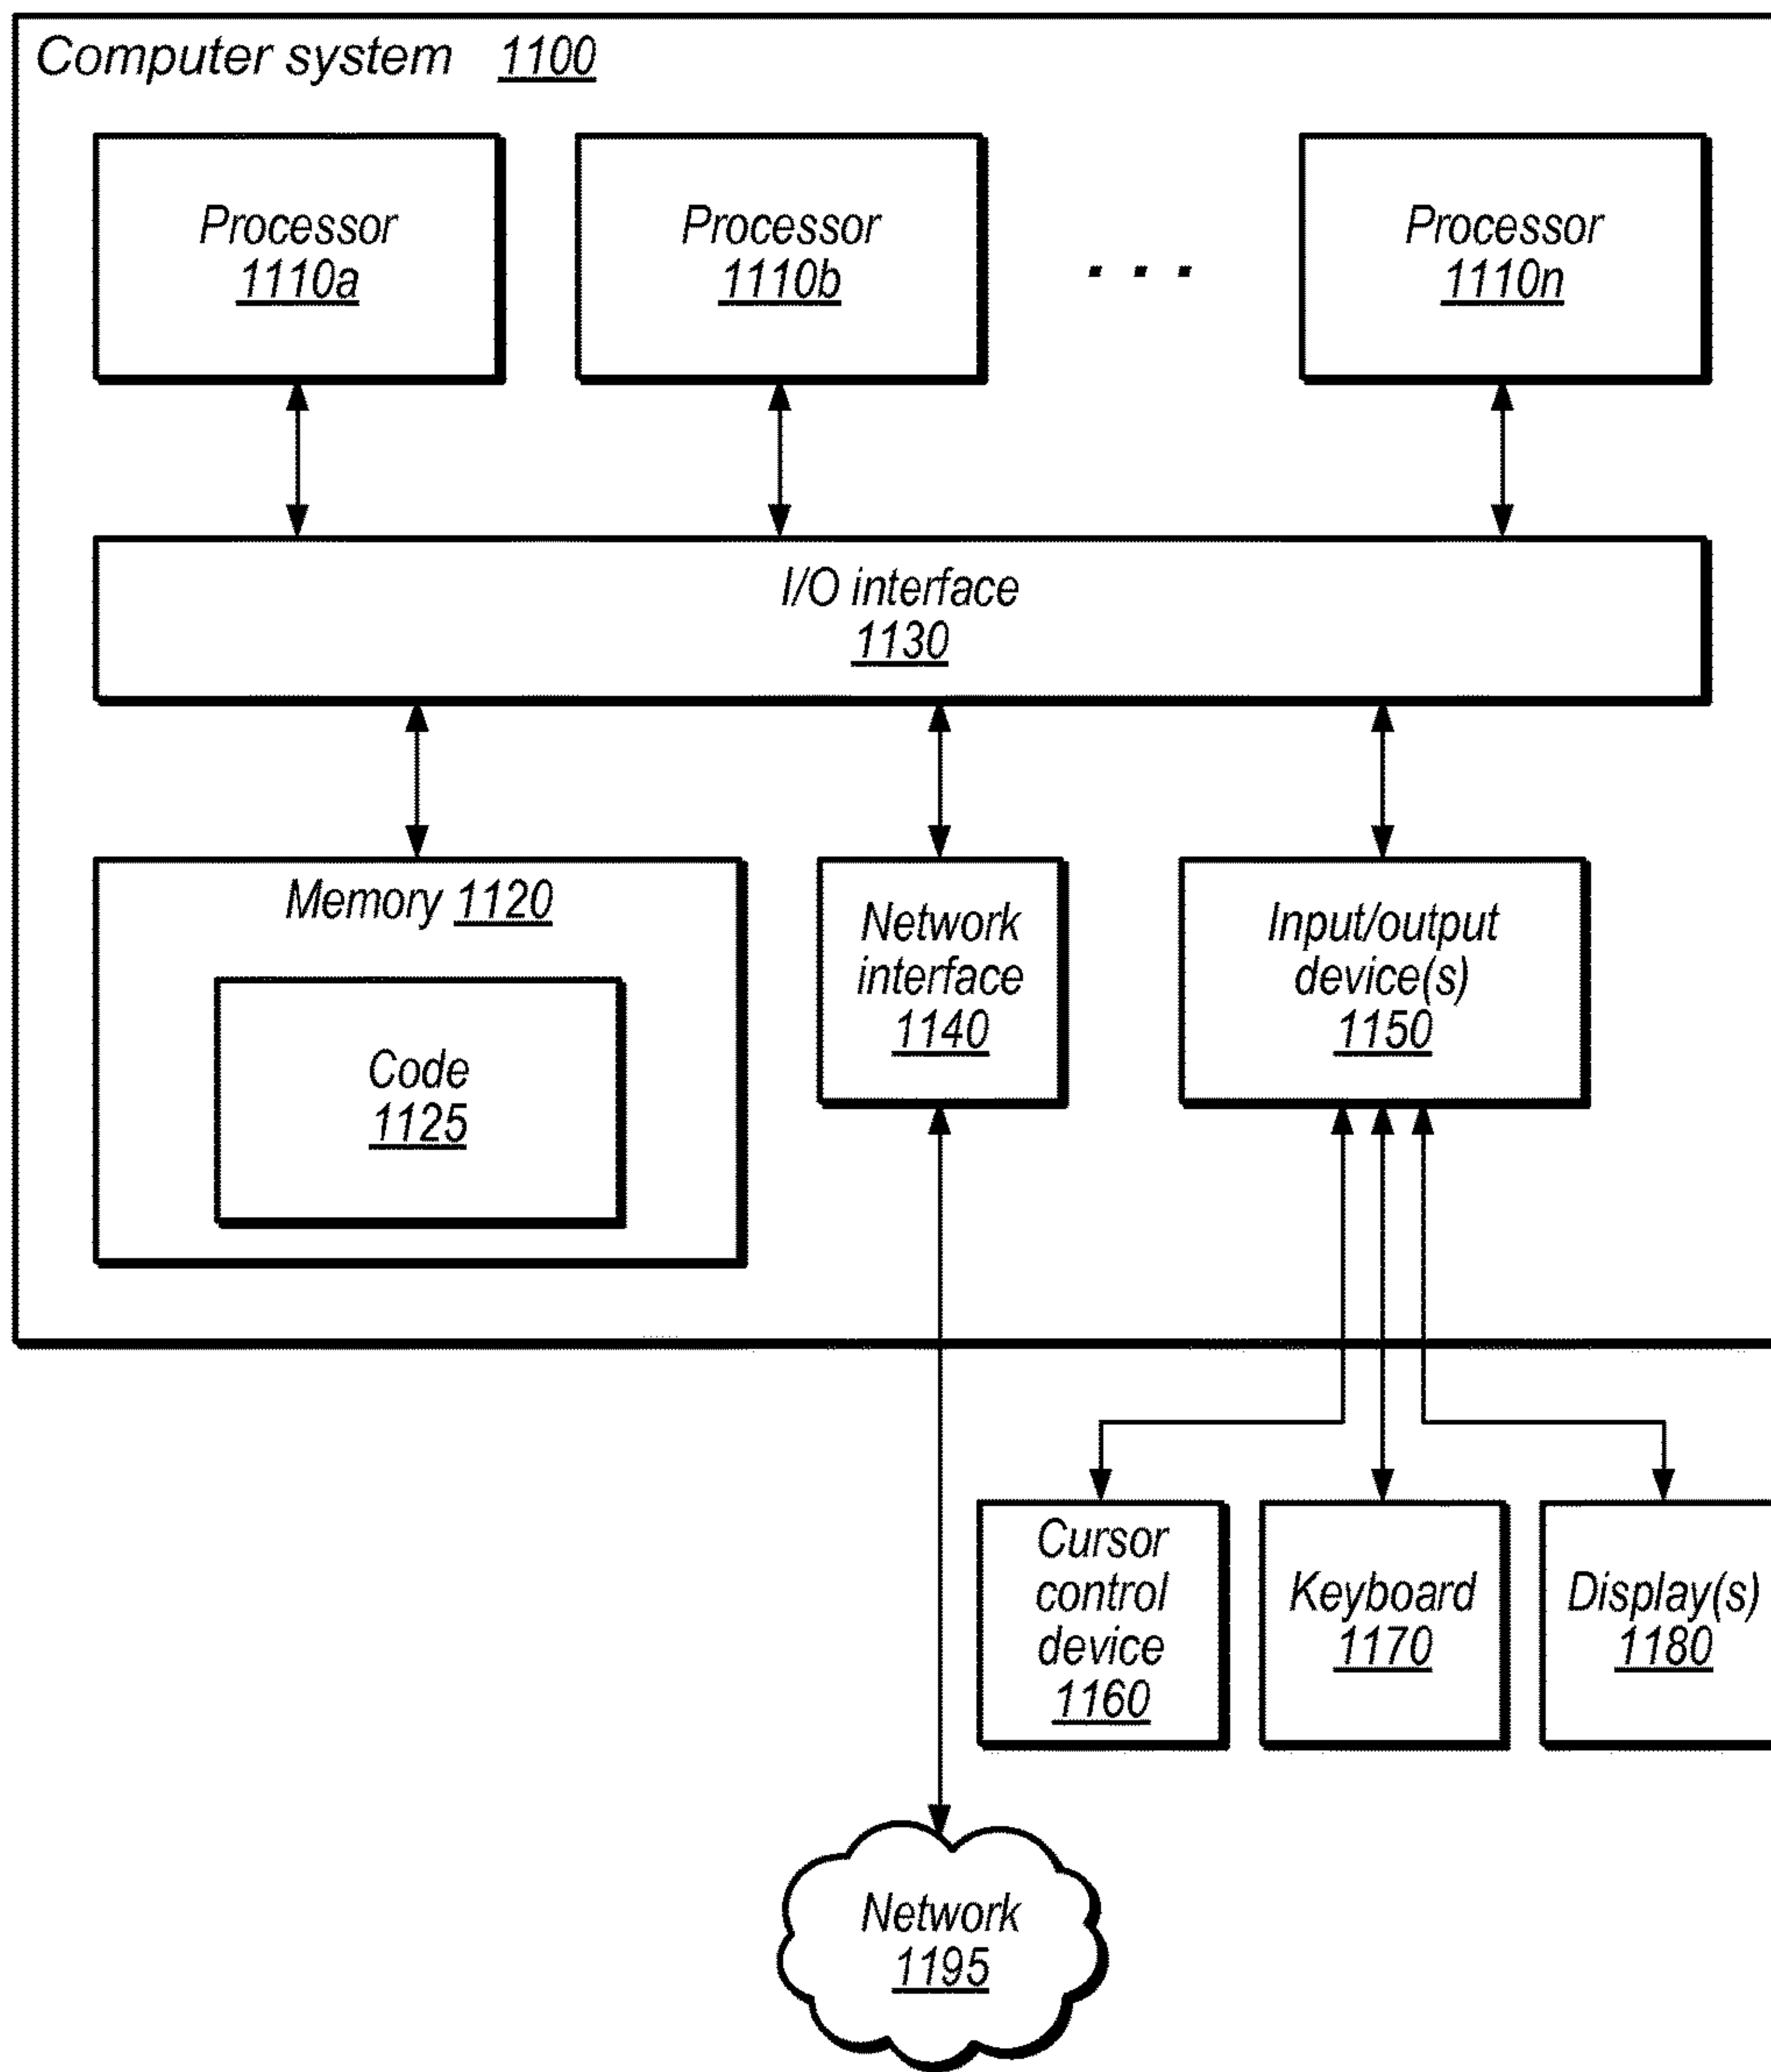 Computer system 1100
Processor
1110a
Processor
1110b
. . .
Processor
1110n
I/O interface
1130
Memory 1120
Code
1125
Network
interface
1140
Input/output
device(s)
1150
Cursor
control
device
1160
Keyboard
1170
Display(s)
1180
Network
1195